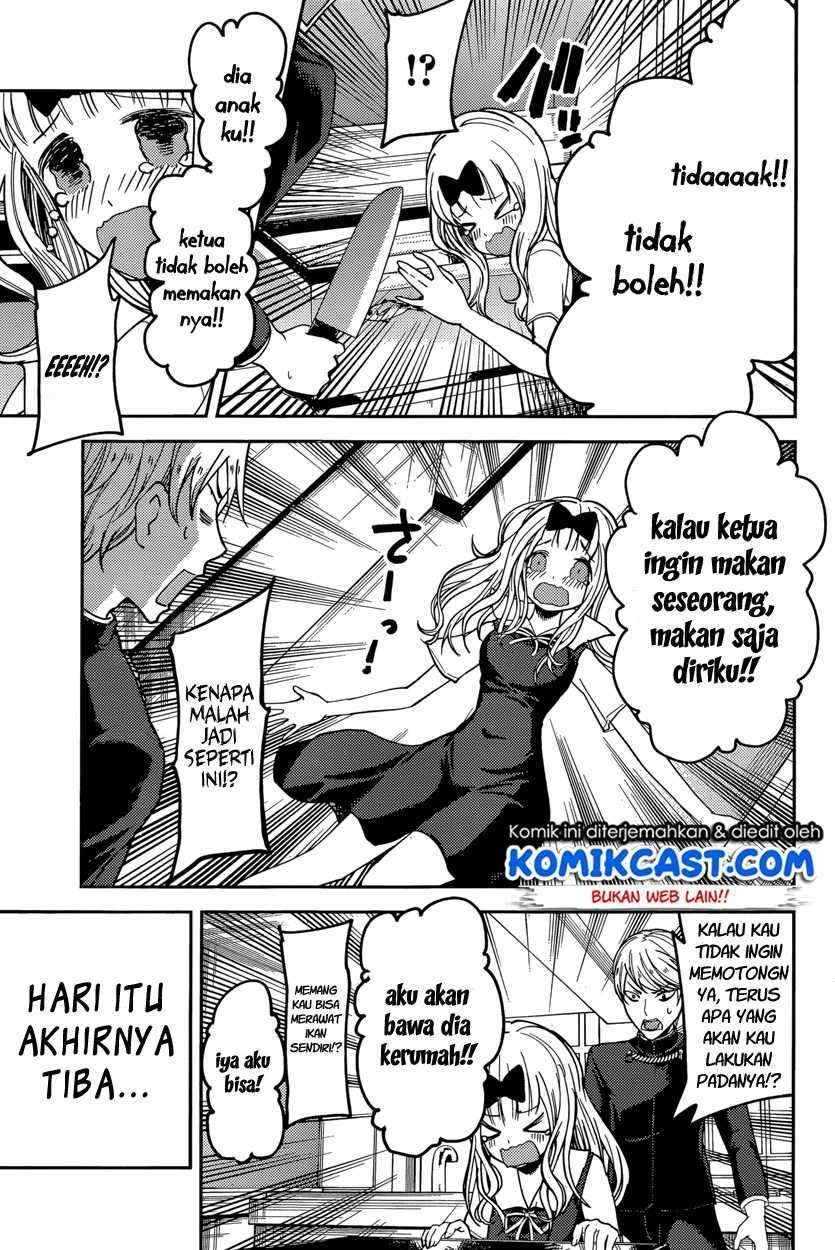 tidaaaak!!
tidak
boleh!!
!?
dia
anak
ku!!
ketua
tidak boleh
memakan
nya!!
EEEEH!?
kalau ketua
ingin makan
seseorang,
makan saja
diriku!!
さーっ!
KENAPA
MALAH
JADI
SEPERTI
INI!?
Komik ini diterjemahkan & diedit oleh
KOMIKCAST.COM
BUKAN WEB LAIN!!
KALAU KAU
TIDAK INGIN
MEMOTONGN
YA, TERUS
APA YANG
AKAN KAU
LAKUKAN
PADANYA!?
aku akan
bawa dia
kerumah!!
MEMANG
KAU BISA
MERAWAT
IKAN
SENDIRI!?
iya aku
bisa!
HARI ITU
AKHIRNYA
TIBA...